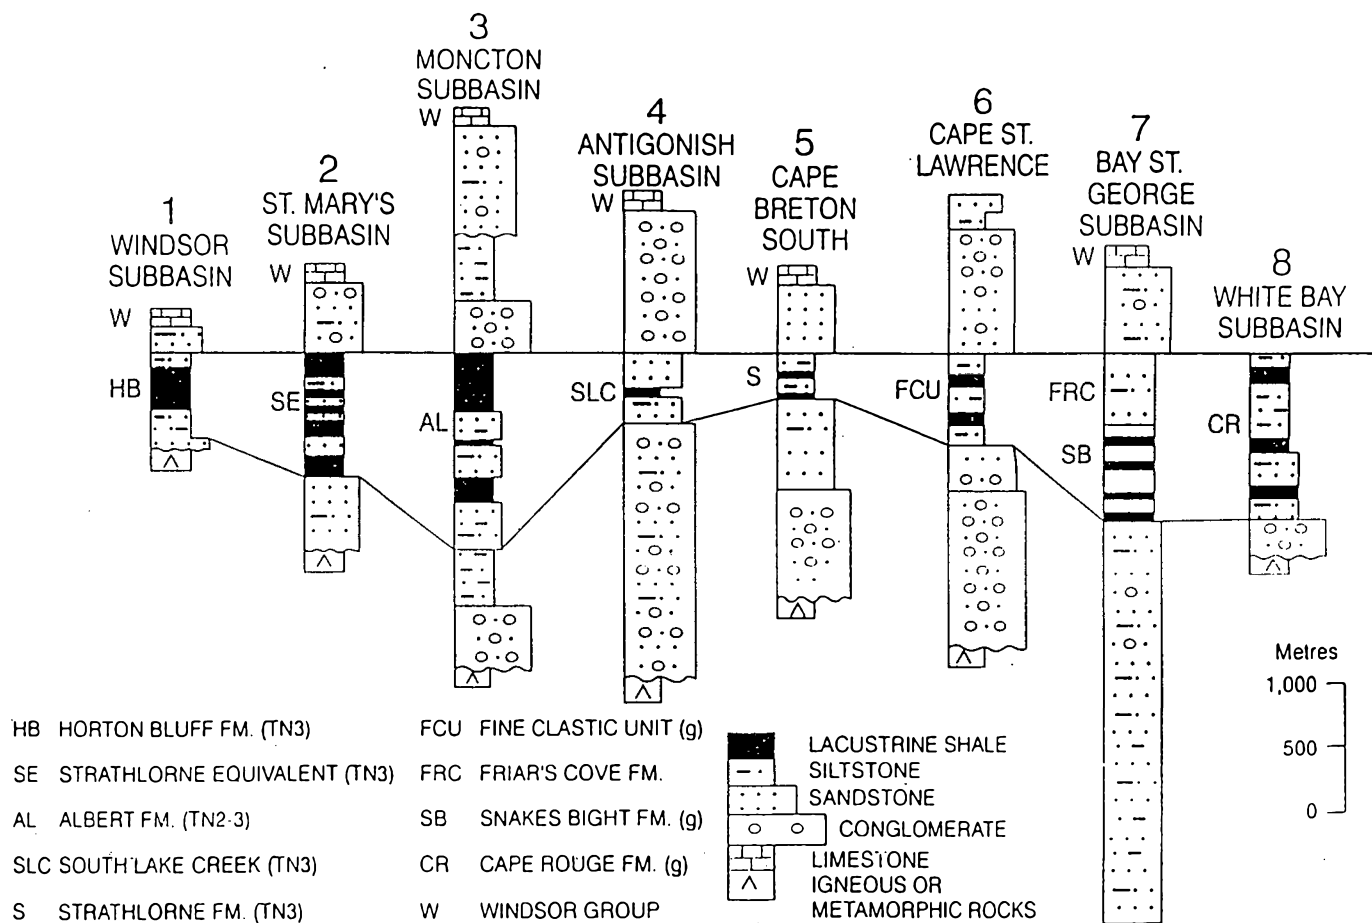 1
WINDSOR
SUBBASIN
2
ST. MARY'S
SUBBASIN
3
MONCTON
SUBBASIN
4
ANTIGONISH
SUBBASIN
5
CAPE
BRETON
SOUTH
6
CAPE ST.
LAWRENCE
7
BAY ST.
GEORGE
SUBBASIN
8
WHITE BAY
SUBBASIN
W
W
W
W
W
W
HB
SE
AL
SLC
S
FCU
FRC
SB
CR
Metres
1,000
500
0
HB HORTON BLUFF FM. (TN3)
SE STRATHLORNE EQUIVALENT (TN3)
AL ALBERT FM. (TN2-3)
SLC SOUTH LAKE CREEK (TN3)
S STRATHLORNE FM. (TN3)
FCU FINE CLASTIC UNIT (g)
FRC FRIAR'S COVE FM.
SB SNAKES BIGHT FM. (g)
CR CAPE ROUGE FM. (g)
W WINDSOR GROUP
LACUSTRINE SHALE
SILTSTONE
SANDSTONE
CONGLOMERATE
LIMESTONE
IGNEOUS OR
METAMORPHIC ROCKS